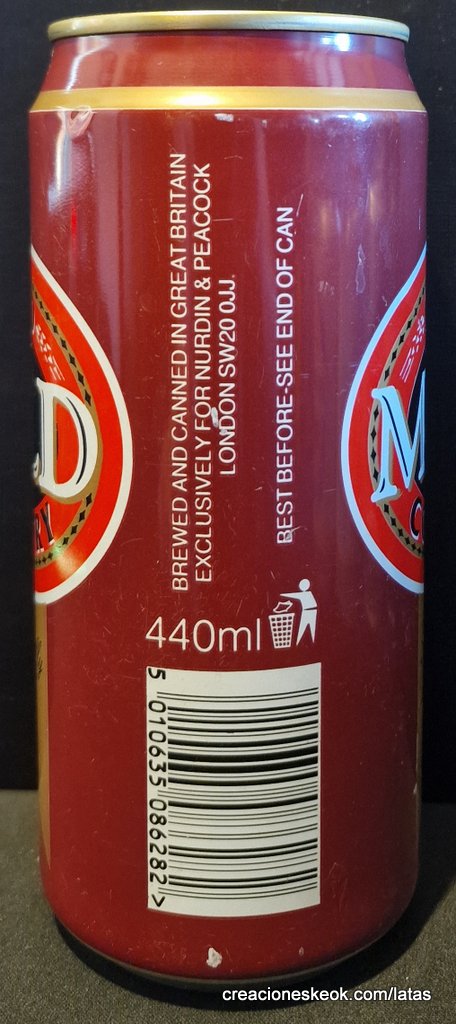 BREWED AND CANNED IN GREAT BRITAIN
EXCLUSIVELY FOR NURDIN & PEACOCK
LONDON SW20 0JJ.
BEST BEFORE-SEE END OF CAN
440ml
5 010635 086282 >
D
RY
M
C
creacioneskeok.com/latas